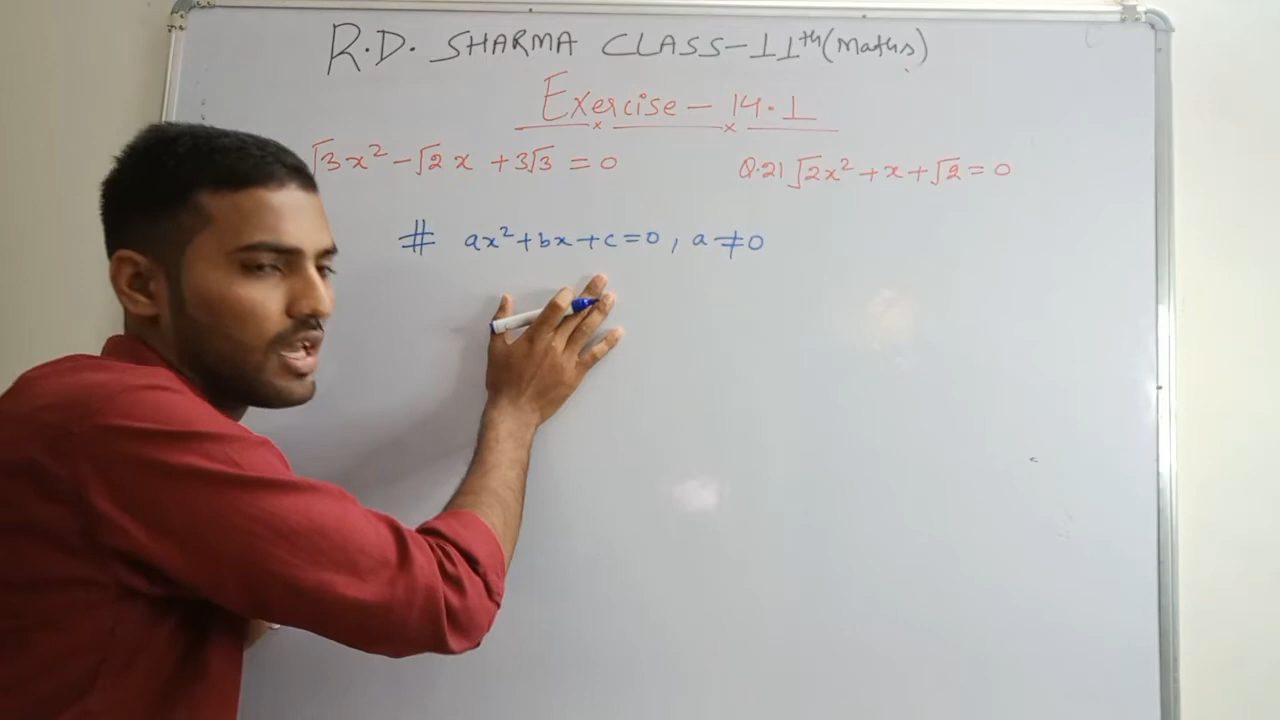 R.D. SHARMA CLASS-11th (Maths)
Exercise - 14.1
√3x² - √2x + 3√3 = 0
Q.21 √2x² + x + √2 = 0
# ax² + bx + c = 0, a ≠ 0